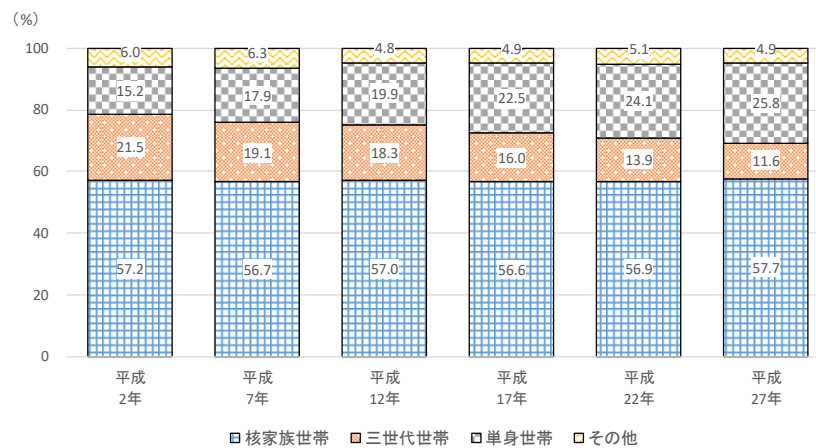 （%）
100
80
60
40
20
0
6.0 6.3 4.8 4.9 5.1 4.9
15.2 17.9 19.9 22.5 24.1 25.8
21.5 19.1 18.3 16.0 13.9 11.6
57.2 56.7 57.0 56.6 56.9 57.7
平成 平成 平成 平成 平成 平成
2年 7年 12年 17年 22年 27年
核家族世帯 三世代世帯 単身世帯 その他